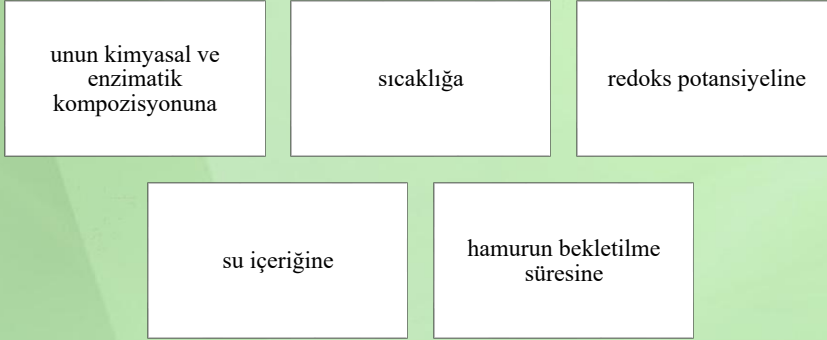 unun kimyasal ve
enzimatik
kompozisyonuna
sıcaklığa
redoks potansiyeline
su içeriğine
hamurun bekletilme
süresine